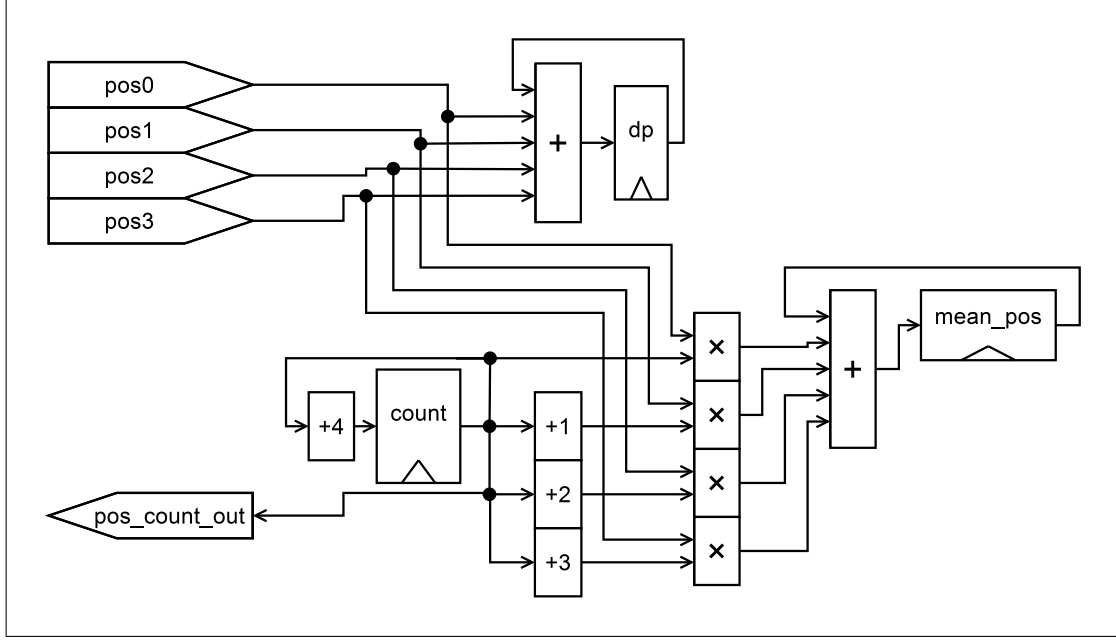 pos0
pos1
pos2
pos3
+
dp
×
×
×
×
+
mean_pos
+4
count
+1
+2
+3
pos_count_out